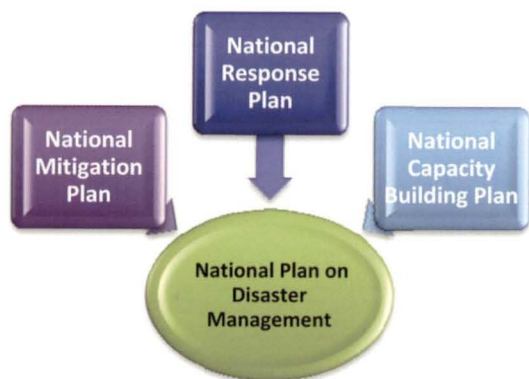 National
Response
Plan
National
Mitigation
Plan
National
Capacity
Building Plan
National Plan on
Disaster
Management